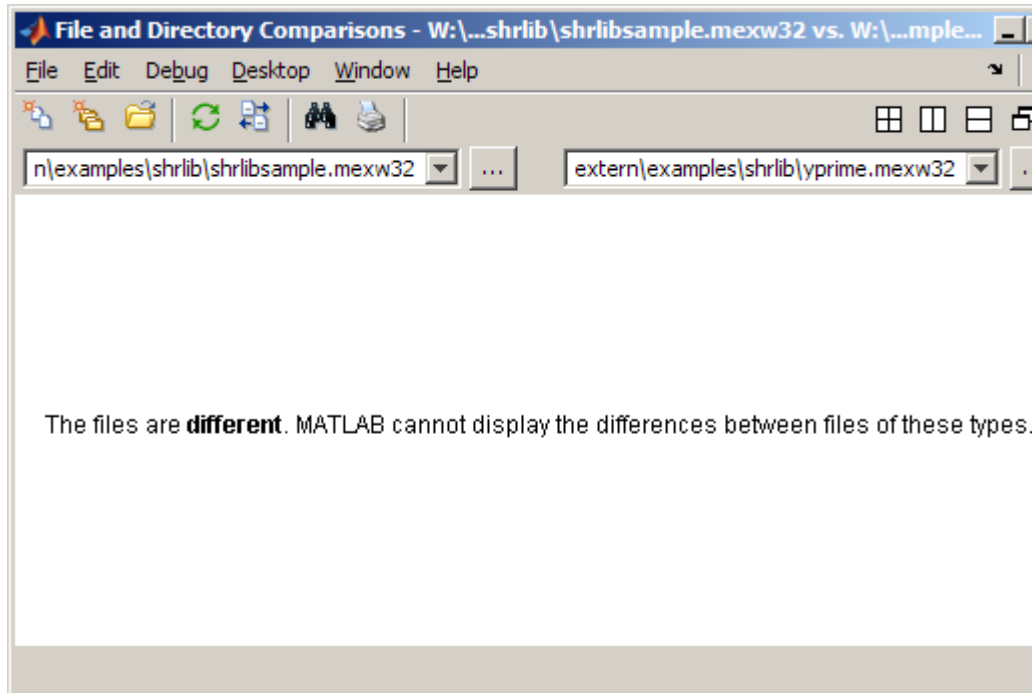 File and Directory Comparisons - W:\...shrlib\shrlibsample.mexw32 vs. W:\...mple...
File Edit Debug Desktop Window Help
n\examples\shrlib\shrlibsample.mexw32 ... extern\examples\shrlib\yprime.mexw32 ..
The files are different. MATLAB cannot display the differences between files of these types.